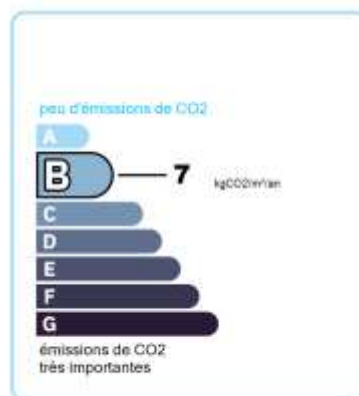 peu d'émissions de CO2
A
B 7 kgCO2/m²/an
C
D
E
F
G
émissions de CO2
très importantes